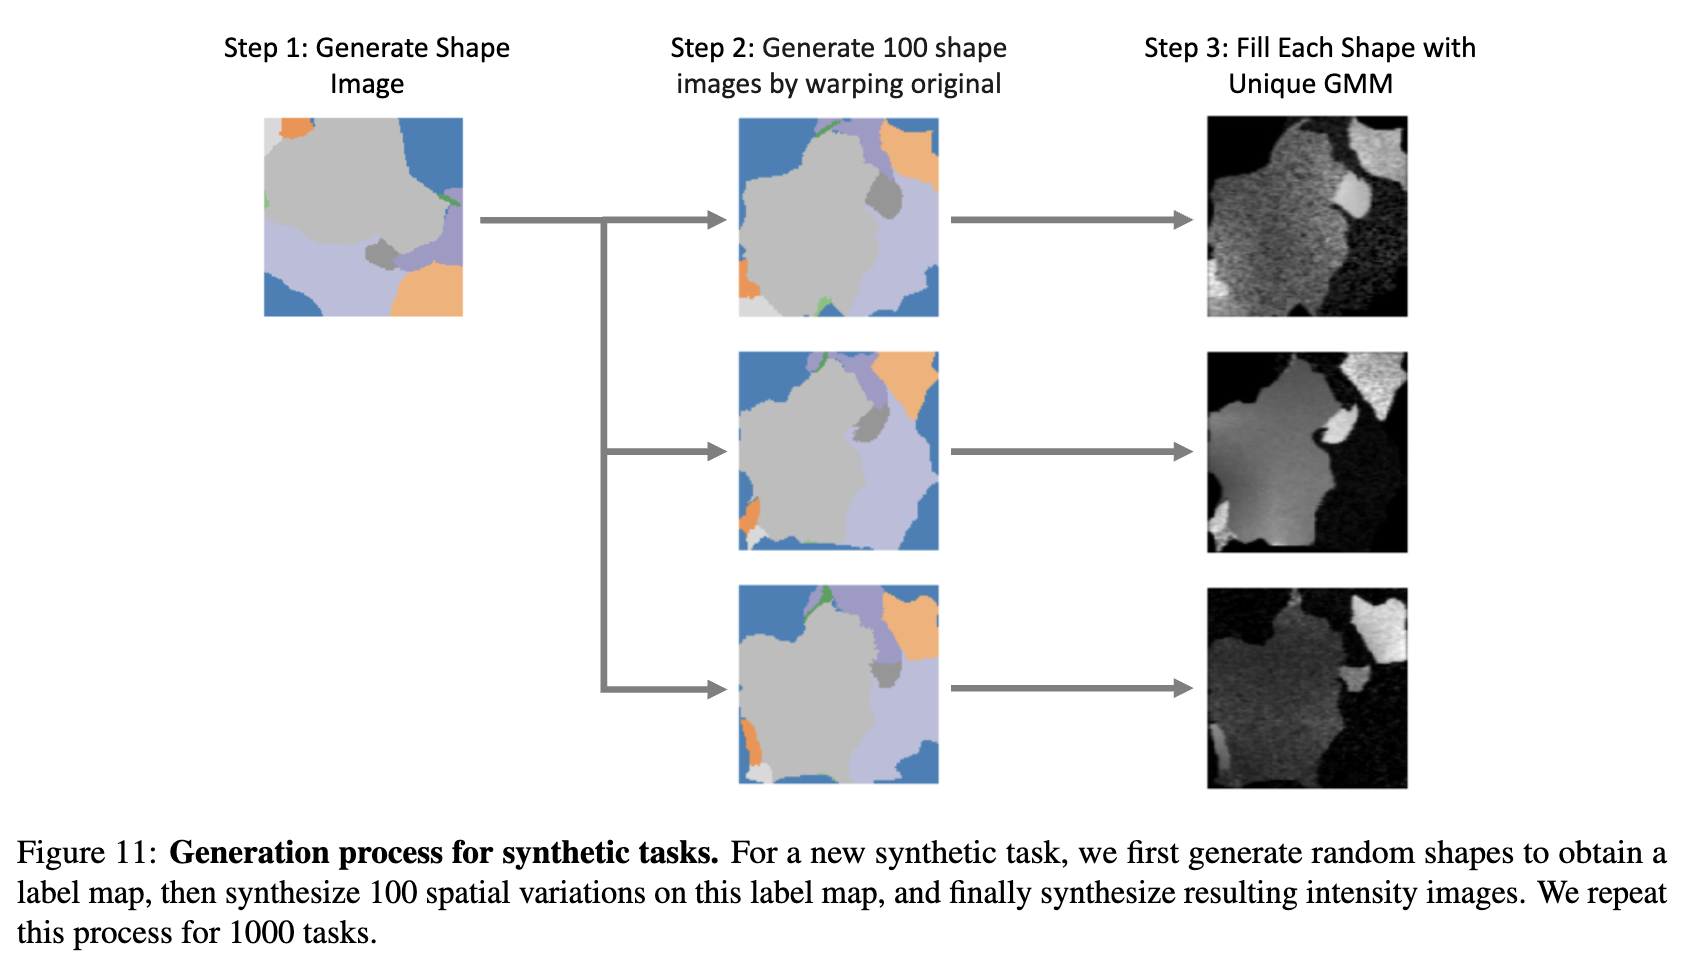 Step 1: Generate Shape
Image
Step 2: Generate 100 shape
images by warping original
Step 3: Fill Each Shape with
Unique GMM
Figure 11: Generation process for synthetic tasks. For a new synthetic task, we first generate random shapes to obtain a
label map, then synthesize 100 spatial variations on this label map, and finally synthesize resulting intensity images. We repeat
this process for 1000 tasks.